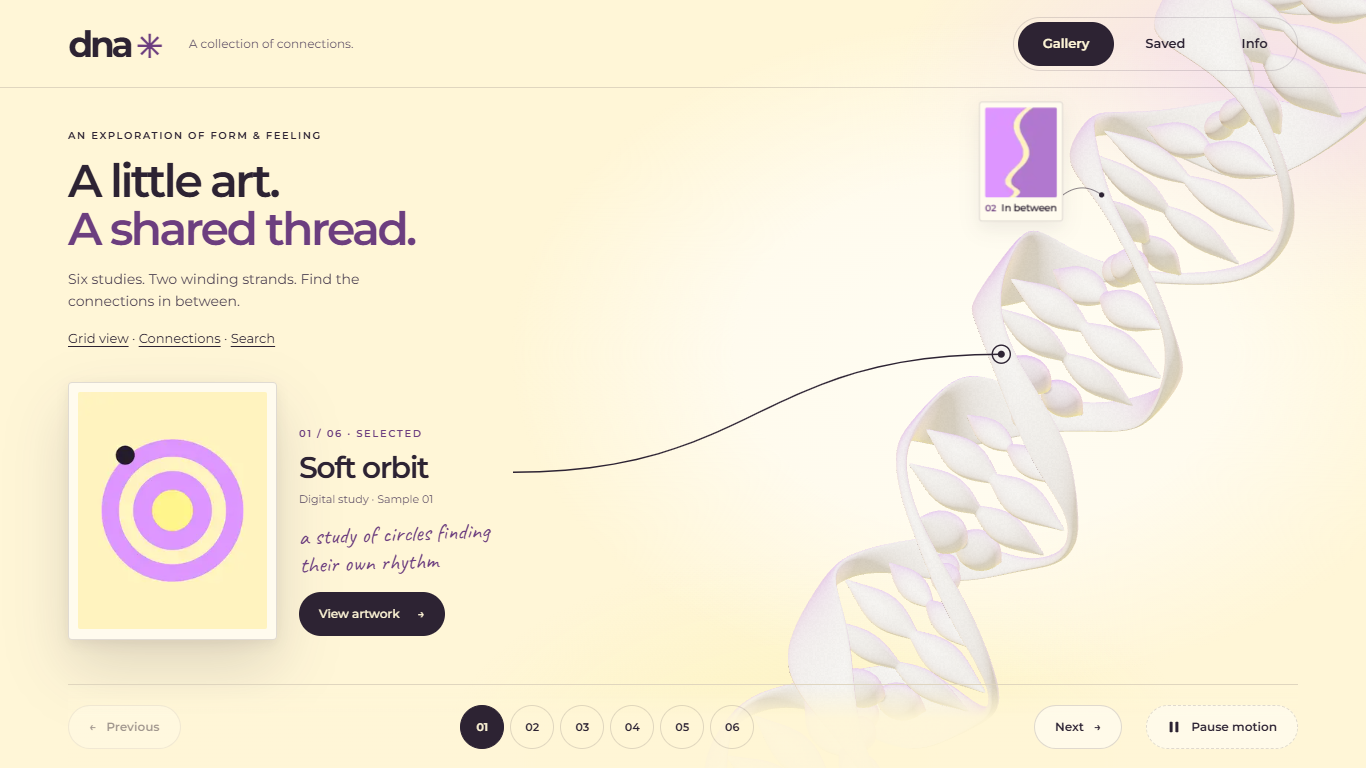 dna
A collection of connections.
Gallery
Saved
Info
AN EXPLORATION OF FORM & FEELING
A little art.
A shared thread.
Six studies. Two winding strands. Find the
connections in between.
Grid view · Connections · Search
02 In between
01 / 06 · SELECTED
Soft orbit
Digital study · Sample 01
a study of circles finding
their own rhythm
View artwork →
← Previous
01
02
03
04
05
06
Next →
Pause motion